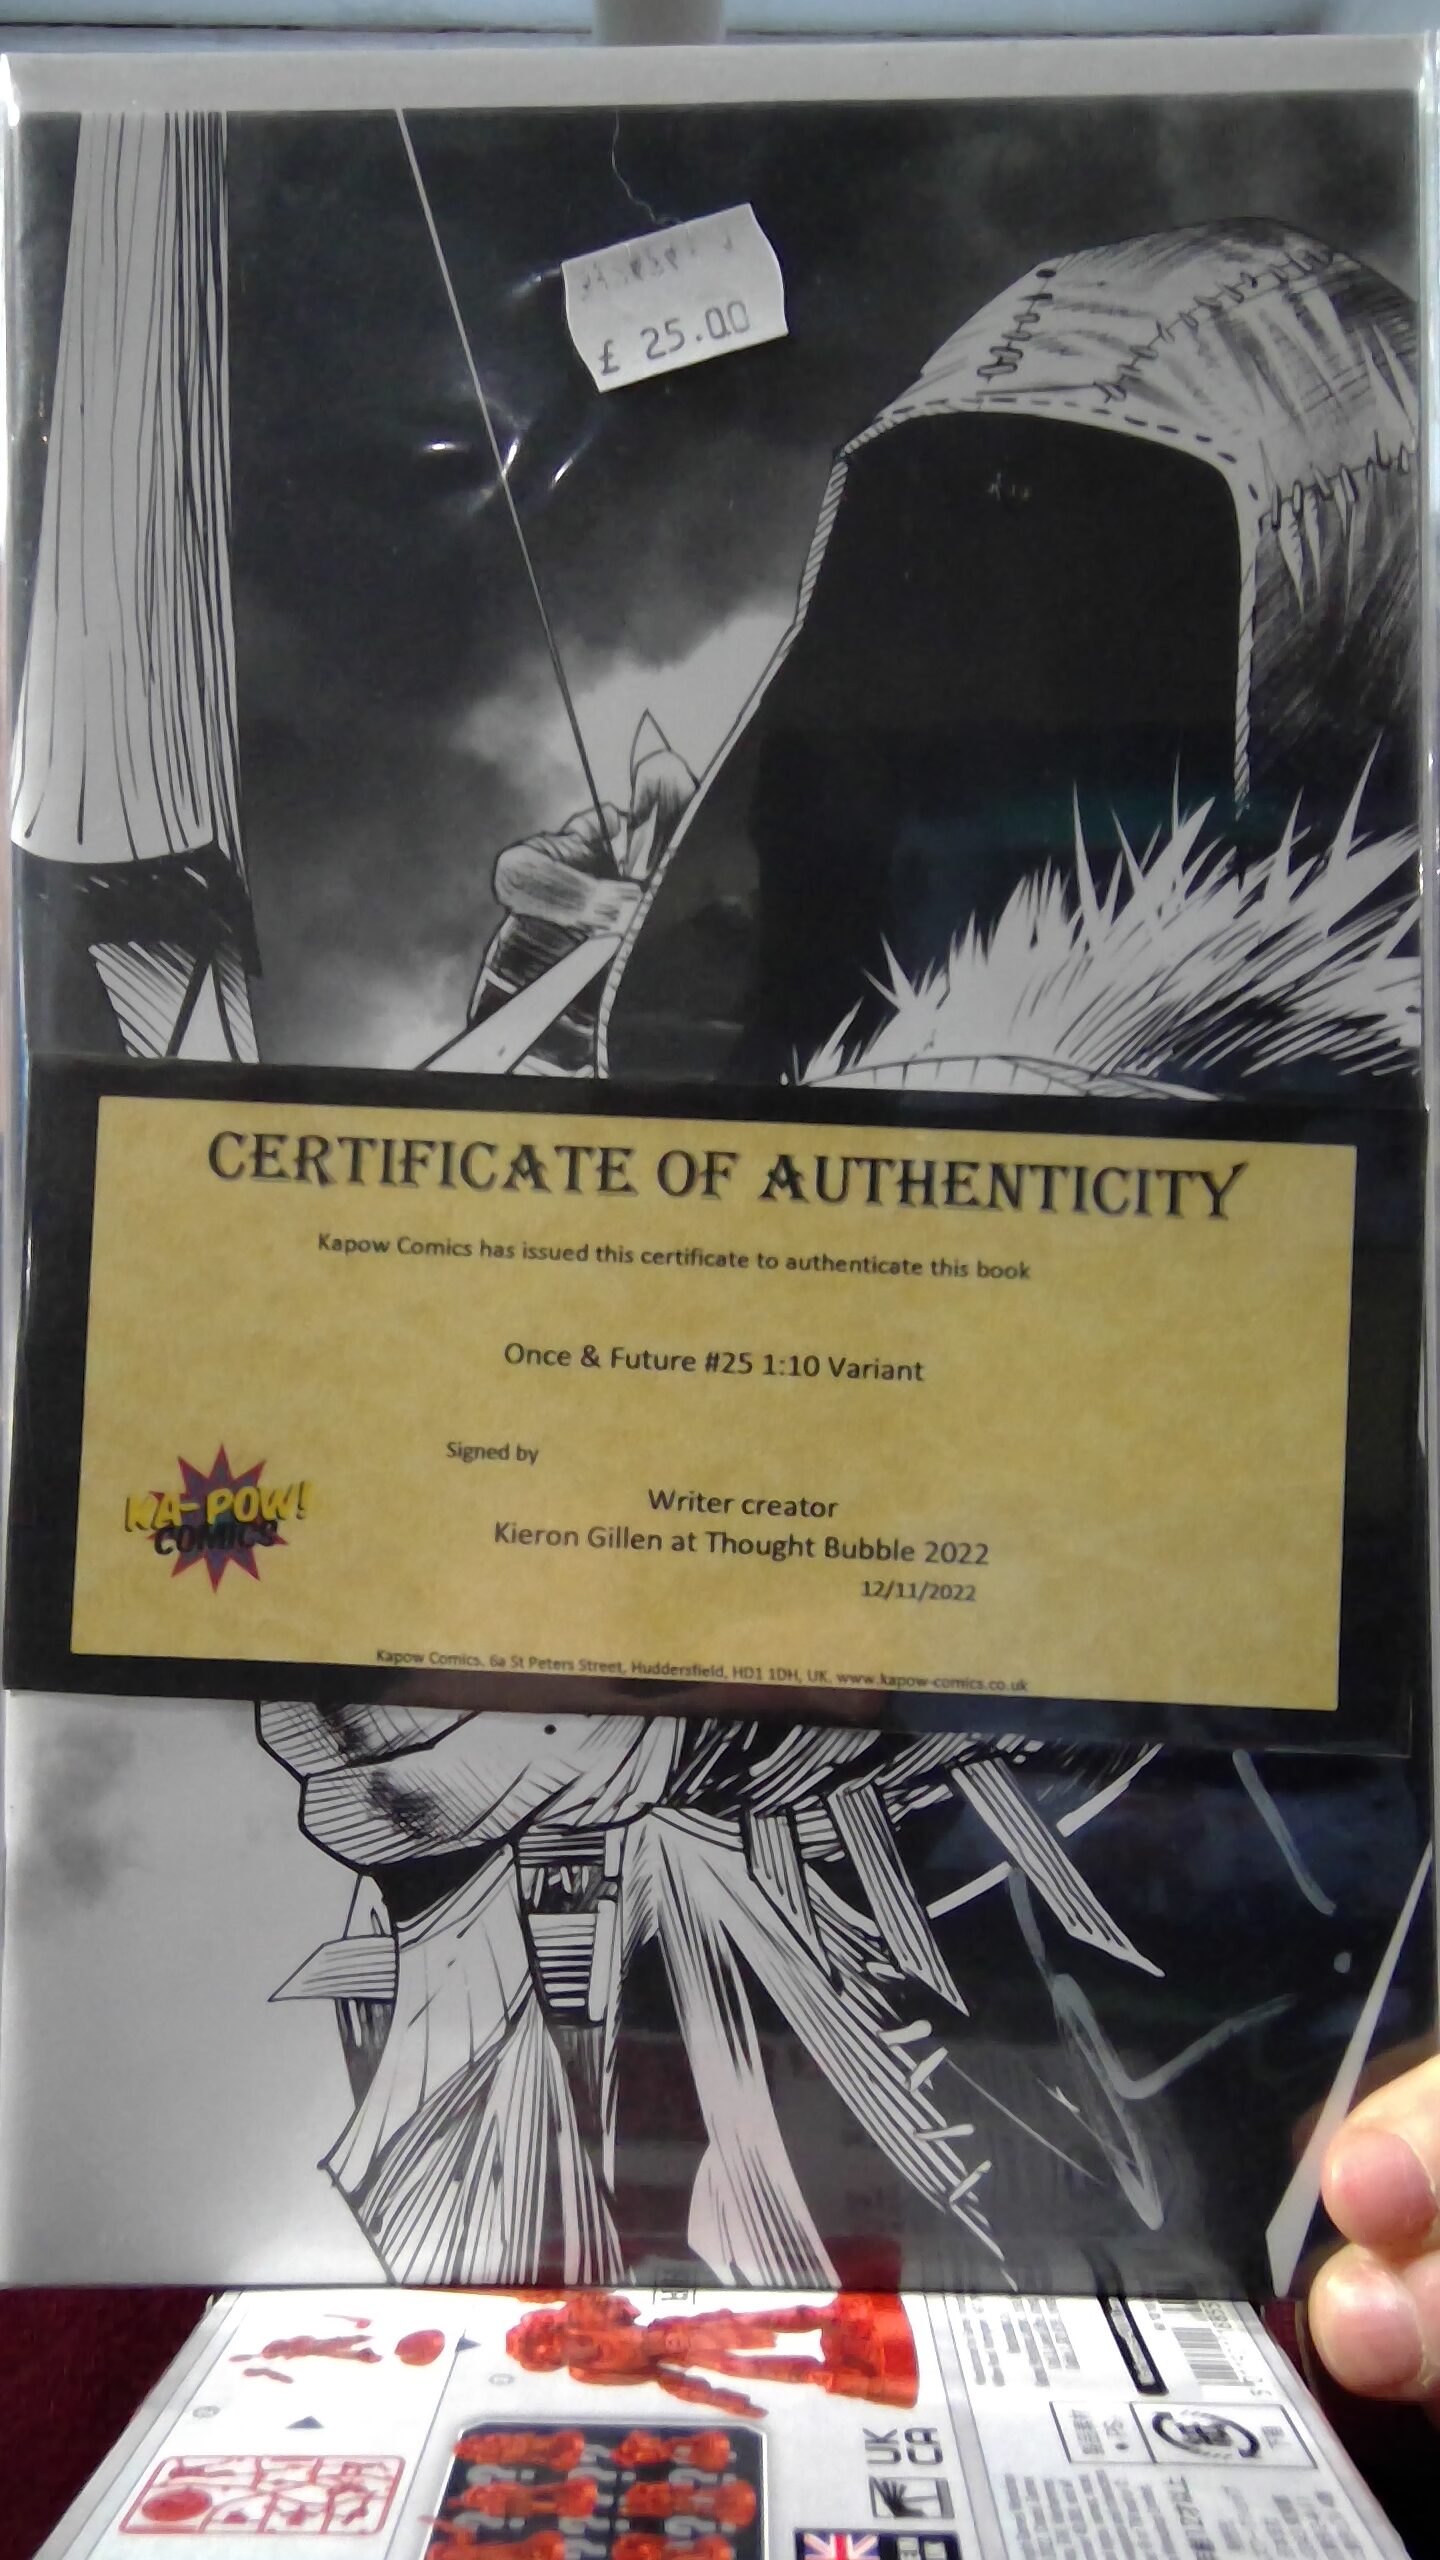 £ 25.00
CERTIFICATE OF AUTHENTICITY
Kapow Comics has issued this certificate to authenticate this book
Once & Future #25 1:10 Variant
Signed by
Writer creator
Kieron Gillen at Thought Bubble 2022
12/11/2022
KA-POW!
COMICS
Kapow Comics, 6a St Peters Street, Huddersfield, HD1 1DH, UK. www.kapow-comics.co.uk
UK
CA